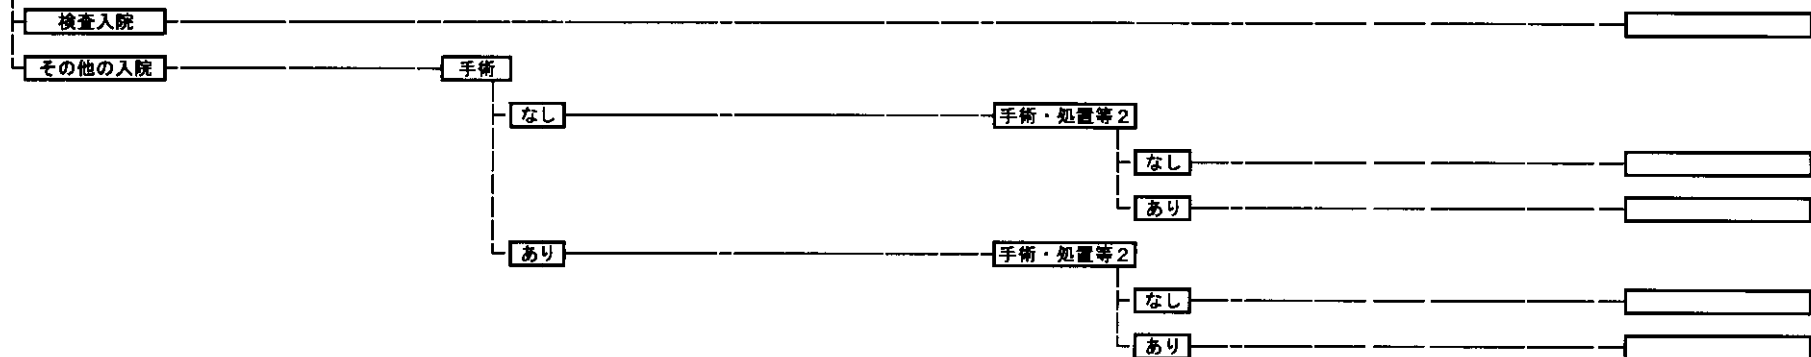 検査入院
その他の入院
手術
なし
手術・処置等2
なし
あり
あり
手術・処置等2
なし
あり